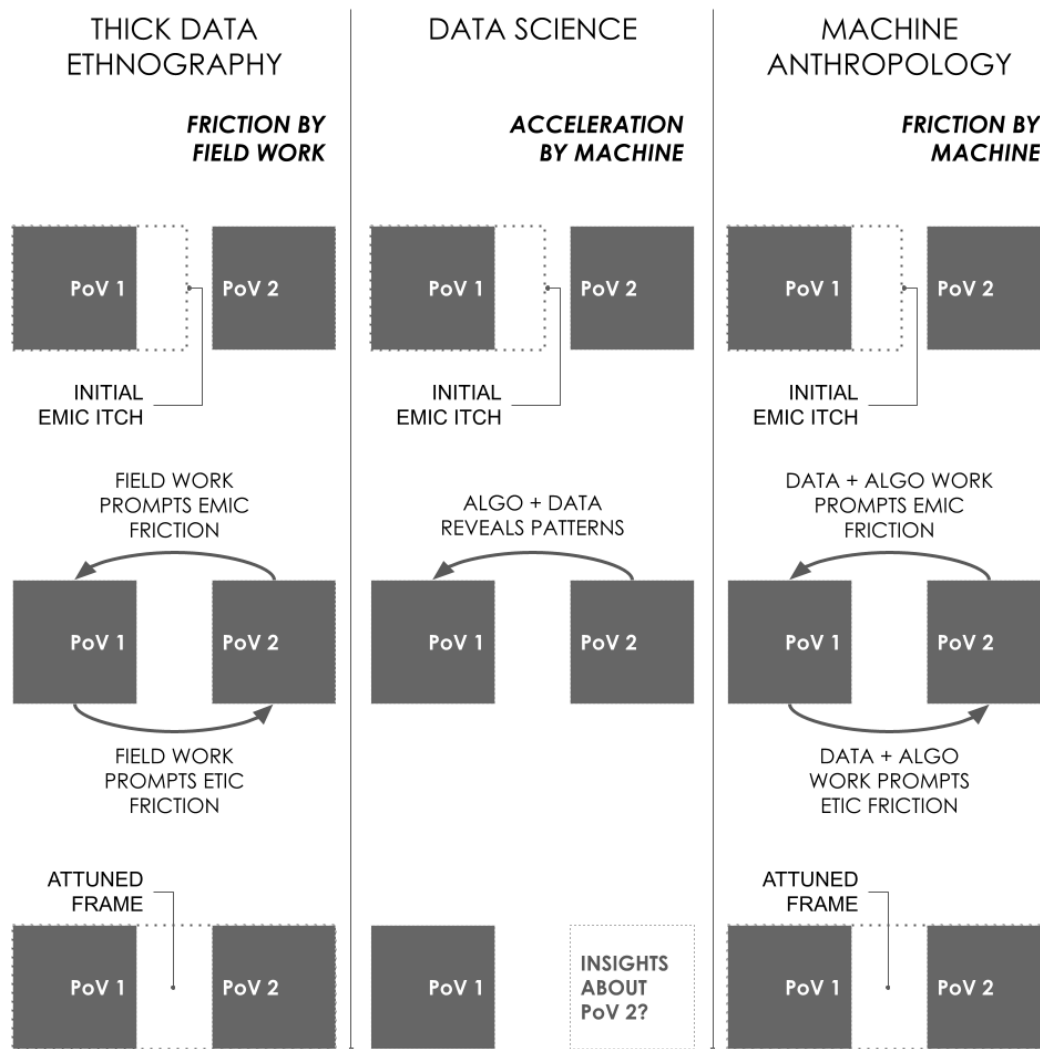 THICK DATA
ETHNOGRAPHY
FRICTION BY
FIELD WORK
PoV 1
PoV 2
INITIAL
EMIC ITCH
FIELD WORK
PROMPTS EMIC
FRICTION
PoV 1
PoV 2
FIELD WORK
PROMPTS ETIC
FRICTION
ATTUNED
FRAME
PoV 1
PoV 2
DATA SCIENCE
ACCELERATION
BY MACHINE
PoV 1
PoV 2
INITIAL
EMIC ITCH
ALGO + DATA
REVEALS PATTERNS
PoV 1
PoV 2
PoV 1
INSIGHTS
ABOUT
PoV 2?
MACHINE
ANTHROPOLOGY
FRICTION BY
MACHINE
PoV 1
PoV 2
INITIAL
EMIC ITCH
DATA + ALGO WORK
PROMPTS EMIC
FRICTION
PoV 1
PoV 2
DATA + ALGO
WORK PROMPTS
ETIC FRICTION
ATTUNED
FRAME
PoV 1
PoV 2